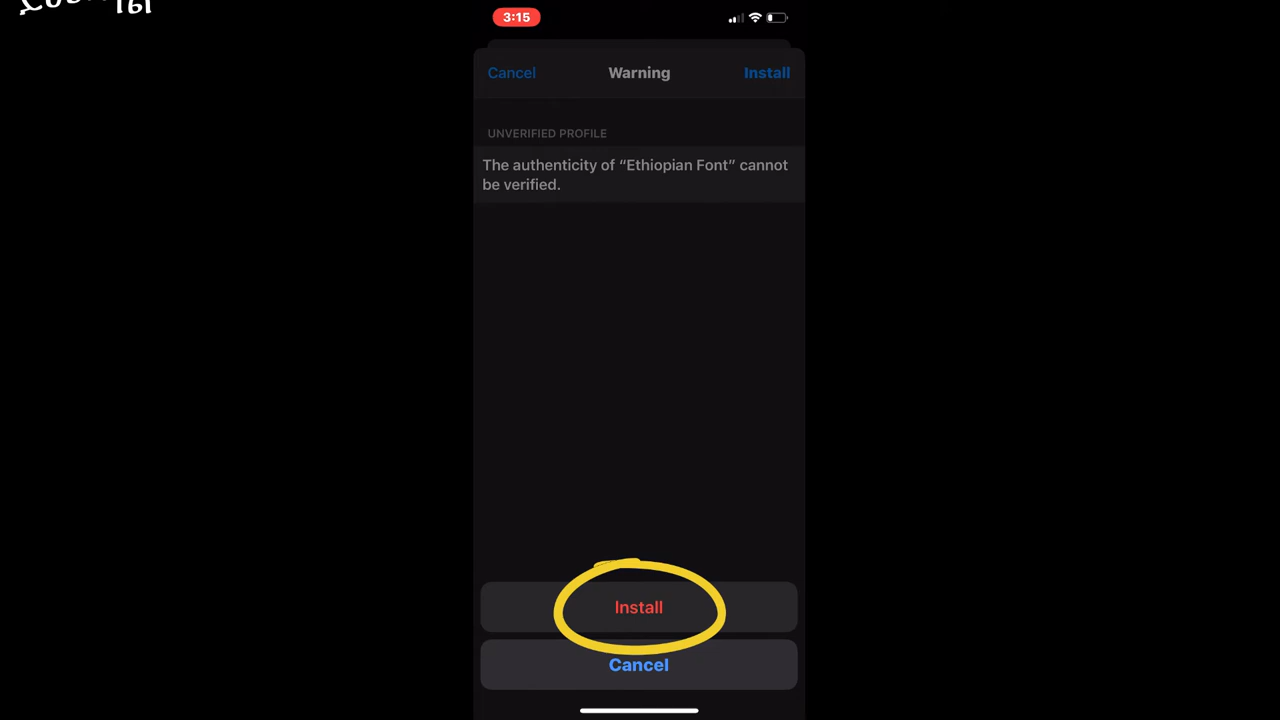 3:15
Cancel Warning Install
UNVERIFIED PROFILE
The authenticity of “Ethiopian Font” cannot
be verified.
Install
Cancel